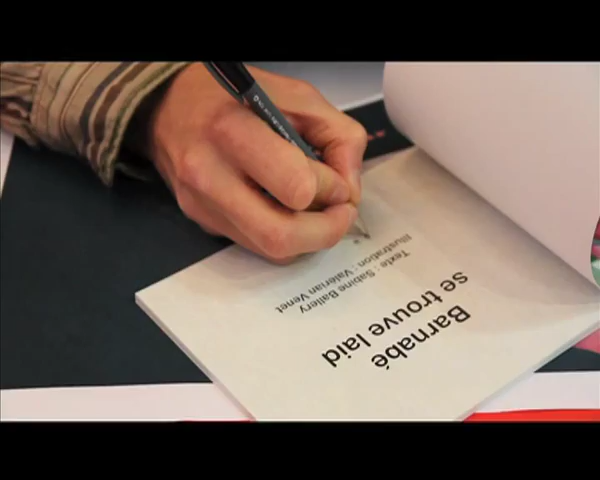 Barnabé
se trouve laid
Texte : Sabine Ballery
Illustration : Valérian Venet